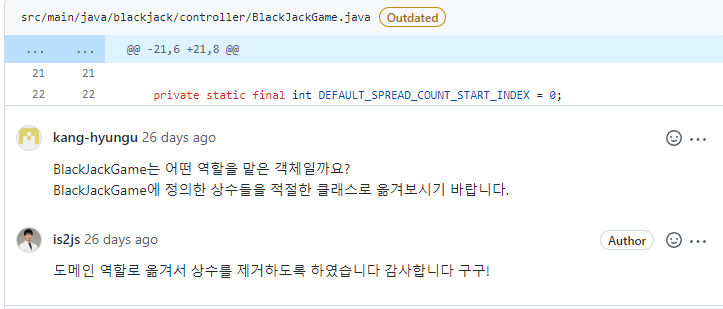 src/main/java/blackjack/controller/BlackJackGame.java Outdated
... ... @@ -21,6 +21,8 @@
21 21
22 22 private static final int DEFAULT_SPREAD_COUNT_START_INDEX = 0;
kang-hyungu 26 days ago
BlackJackGame는 어떤 역할을 맡은 객체일까요?
BlackJackGame에 정의한 상수들을 적절한 클래스로 옮겨보시기 바랍니다.
is2js 26 days ago Author
도메인 역할로 옮겨서 상수를 제거하도록 하였습니다 감사합니다 구구!